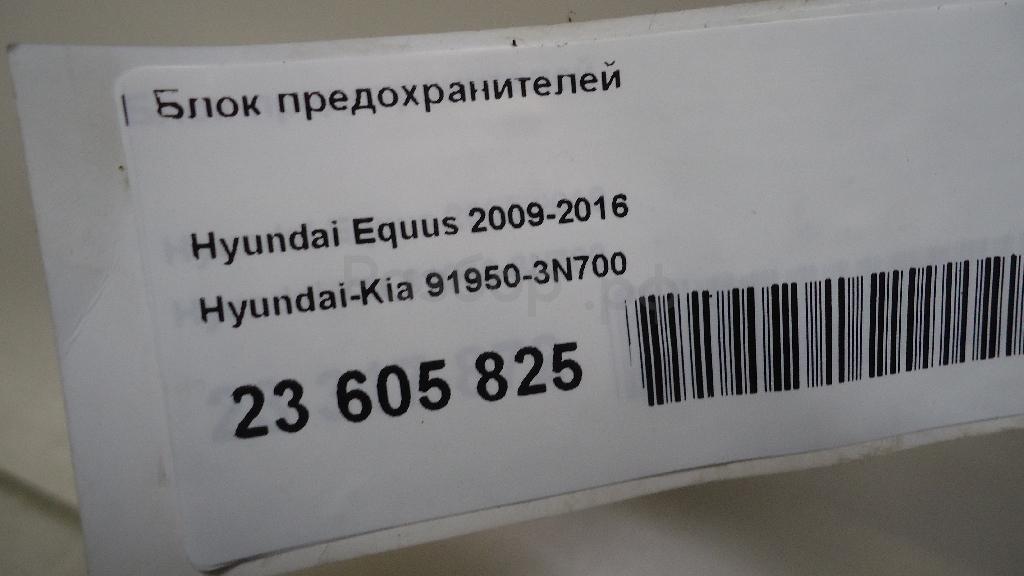 Блок предохранителей
Hyundai Equus 2009-2016
Hyundai-Kia 91950-3N700
23 605 825